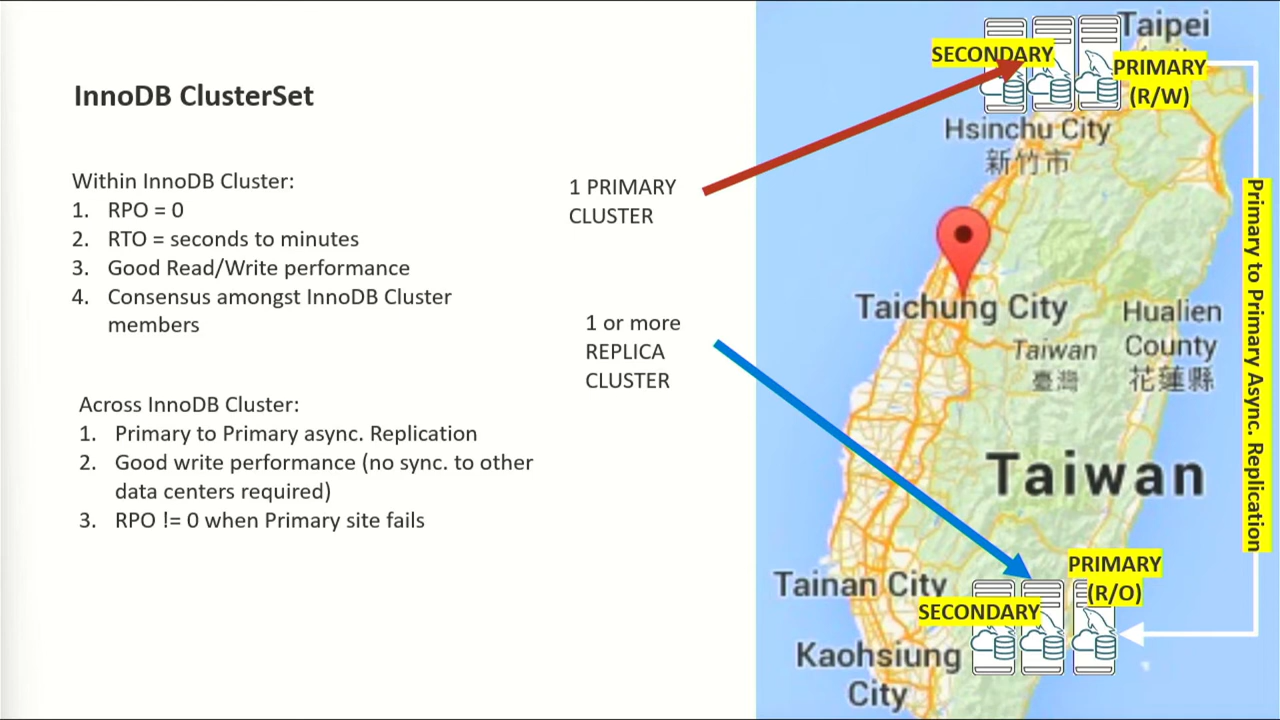 InnoDB ClusterSet
Within InnoDB Cluster:
1. RPO = 0
2. RTO = seconds to minutes
3. Good Read/Write performance
4. Consensus amongst InnoDB Cluster
members
Across InnoDB Cluster:
1. Primary to Primary async. Replication
2. Good write performance (no sync. to other
data centers required)
3. RPO != 0 when Primary site fails
1 PRIMARY
CLUSTER
1 or more
REPLICA
CLUSTER
Taipei
SECONDARY
PRIMARY
(R/W)
Hsinchu City
新竹市
Taichung City
Hualien
County
花蓮縣
Taiwan
臺灣
Taiwan
Primary to Primary Async. Replication
Tainan City
PRIMARY
(R/O)
SECONDARY
Kaohsiung
City